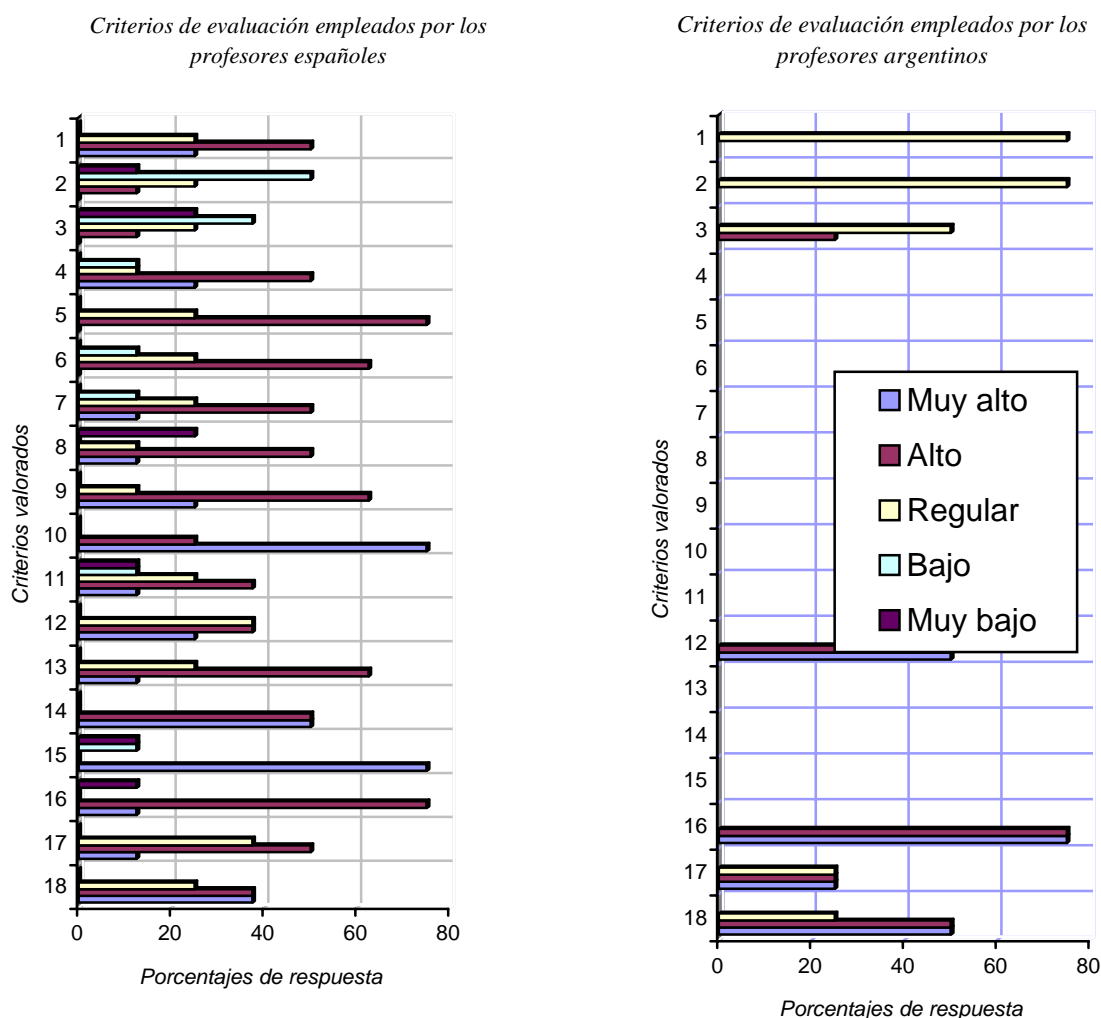 Criterios de evaluación empleados por los
profesores españoles
1
2
3
4
5
6
7
8
9
10
11
12
13
14
15
16
17
18
0 20 40 60 80
Criterios valorados
Porcentajes de respuesta
Criterios de evaluación empleados por los
profesores argentinos
1
2
3
4
5
6
7
8
9
10
11
12
13
14
15
16
17
18
0 20 40 60 80
Criterios valorados
Porcentajes de respuesta
Muy alto
Alto
Regular
Bajo
Muy bajo